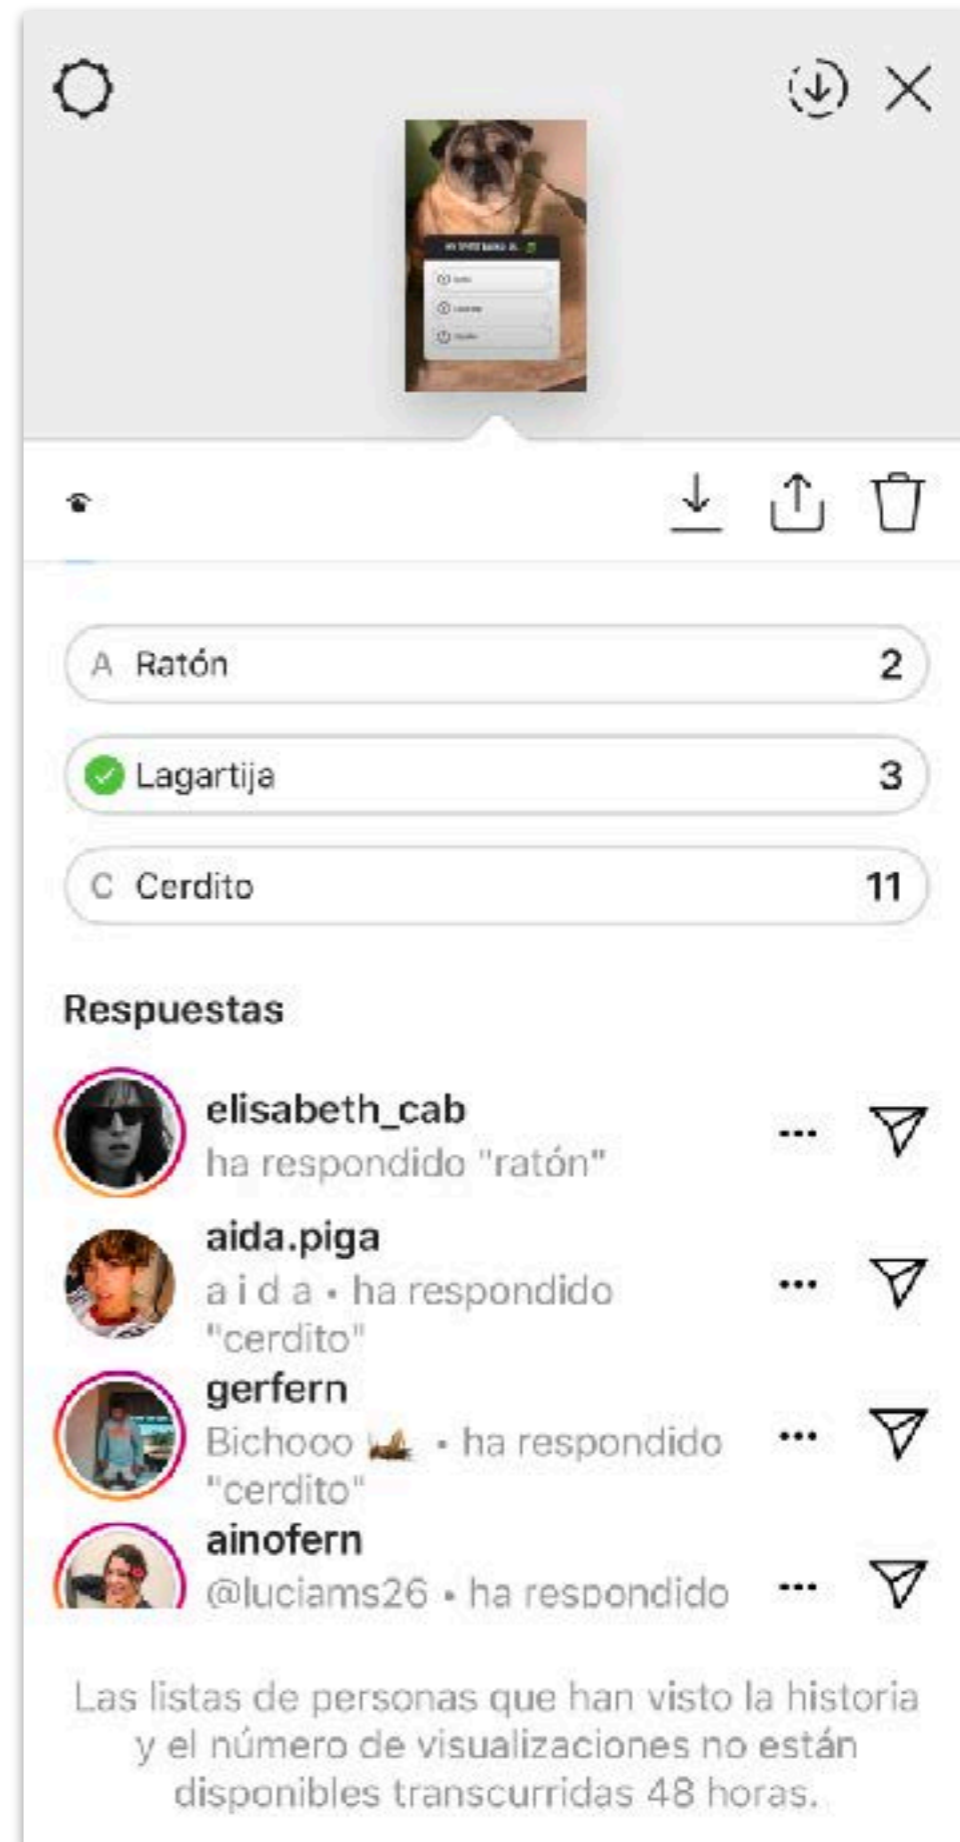 A Ratón 2
Lagartija 3
C Cerdito 11
Respuestas
elisabeth_cab
ha respondido "ratón"
aida.piga
a i d a • ha respondido
"cerdito"
gerfern
Bichooo • ha respondido
"cerdito"
ainofern
@luciams26 • ha respondido
Las listas de personas que han visto la historia
y el número de visualizaciones no están
disponibles transcurridas 48 horas.